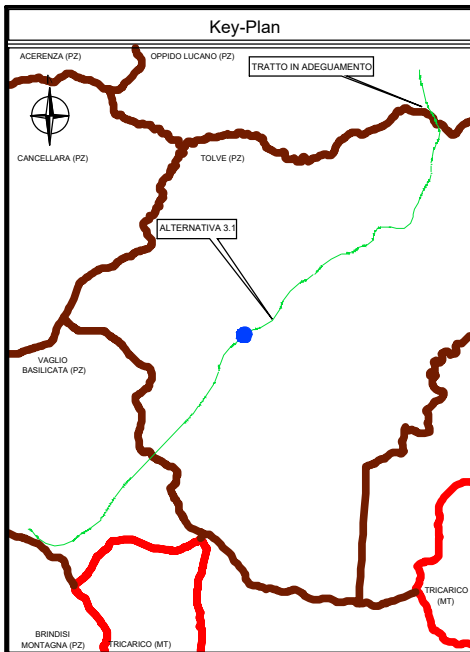 Key-Plan
ACERENZA (PZ)
OPPIDO LUCANO (PZ)
TRATTO IN ADEGUAMENTO
CANCELLARA (PZ)
TOLVE (PZ)
ALTERNATIVA 3.1
VAGLIO
BASILICATA (PZ)
TRICARICO
(MT)
BRINDISI
MONTAGNA (PZ)
TRICARICO (MT)